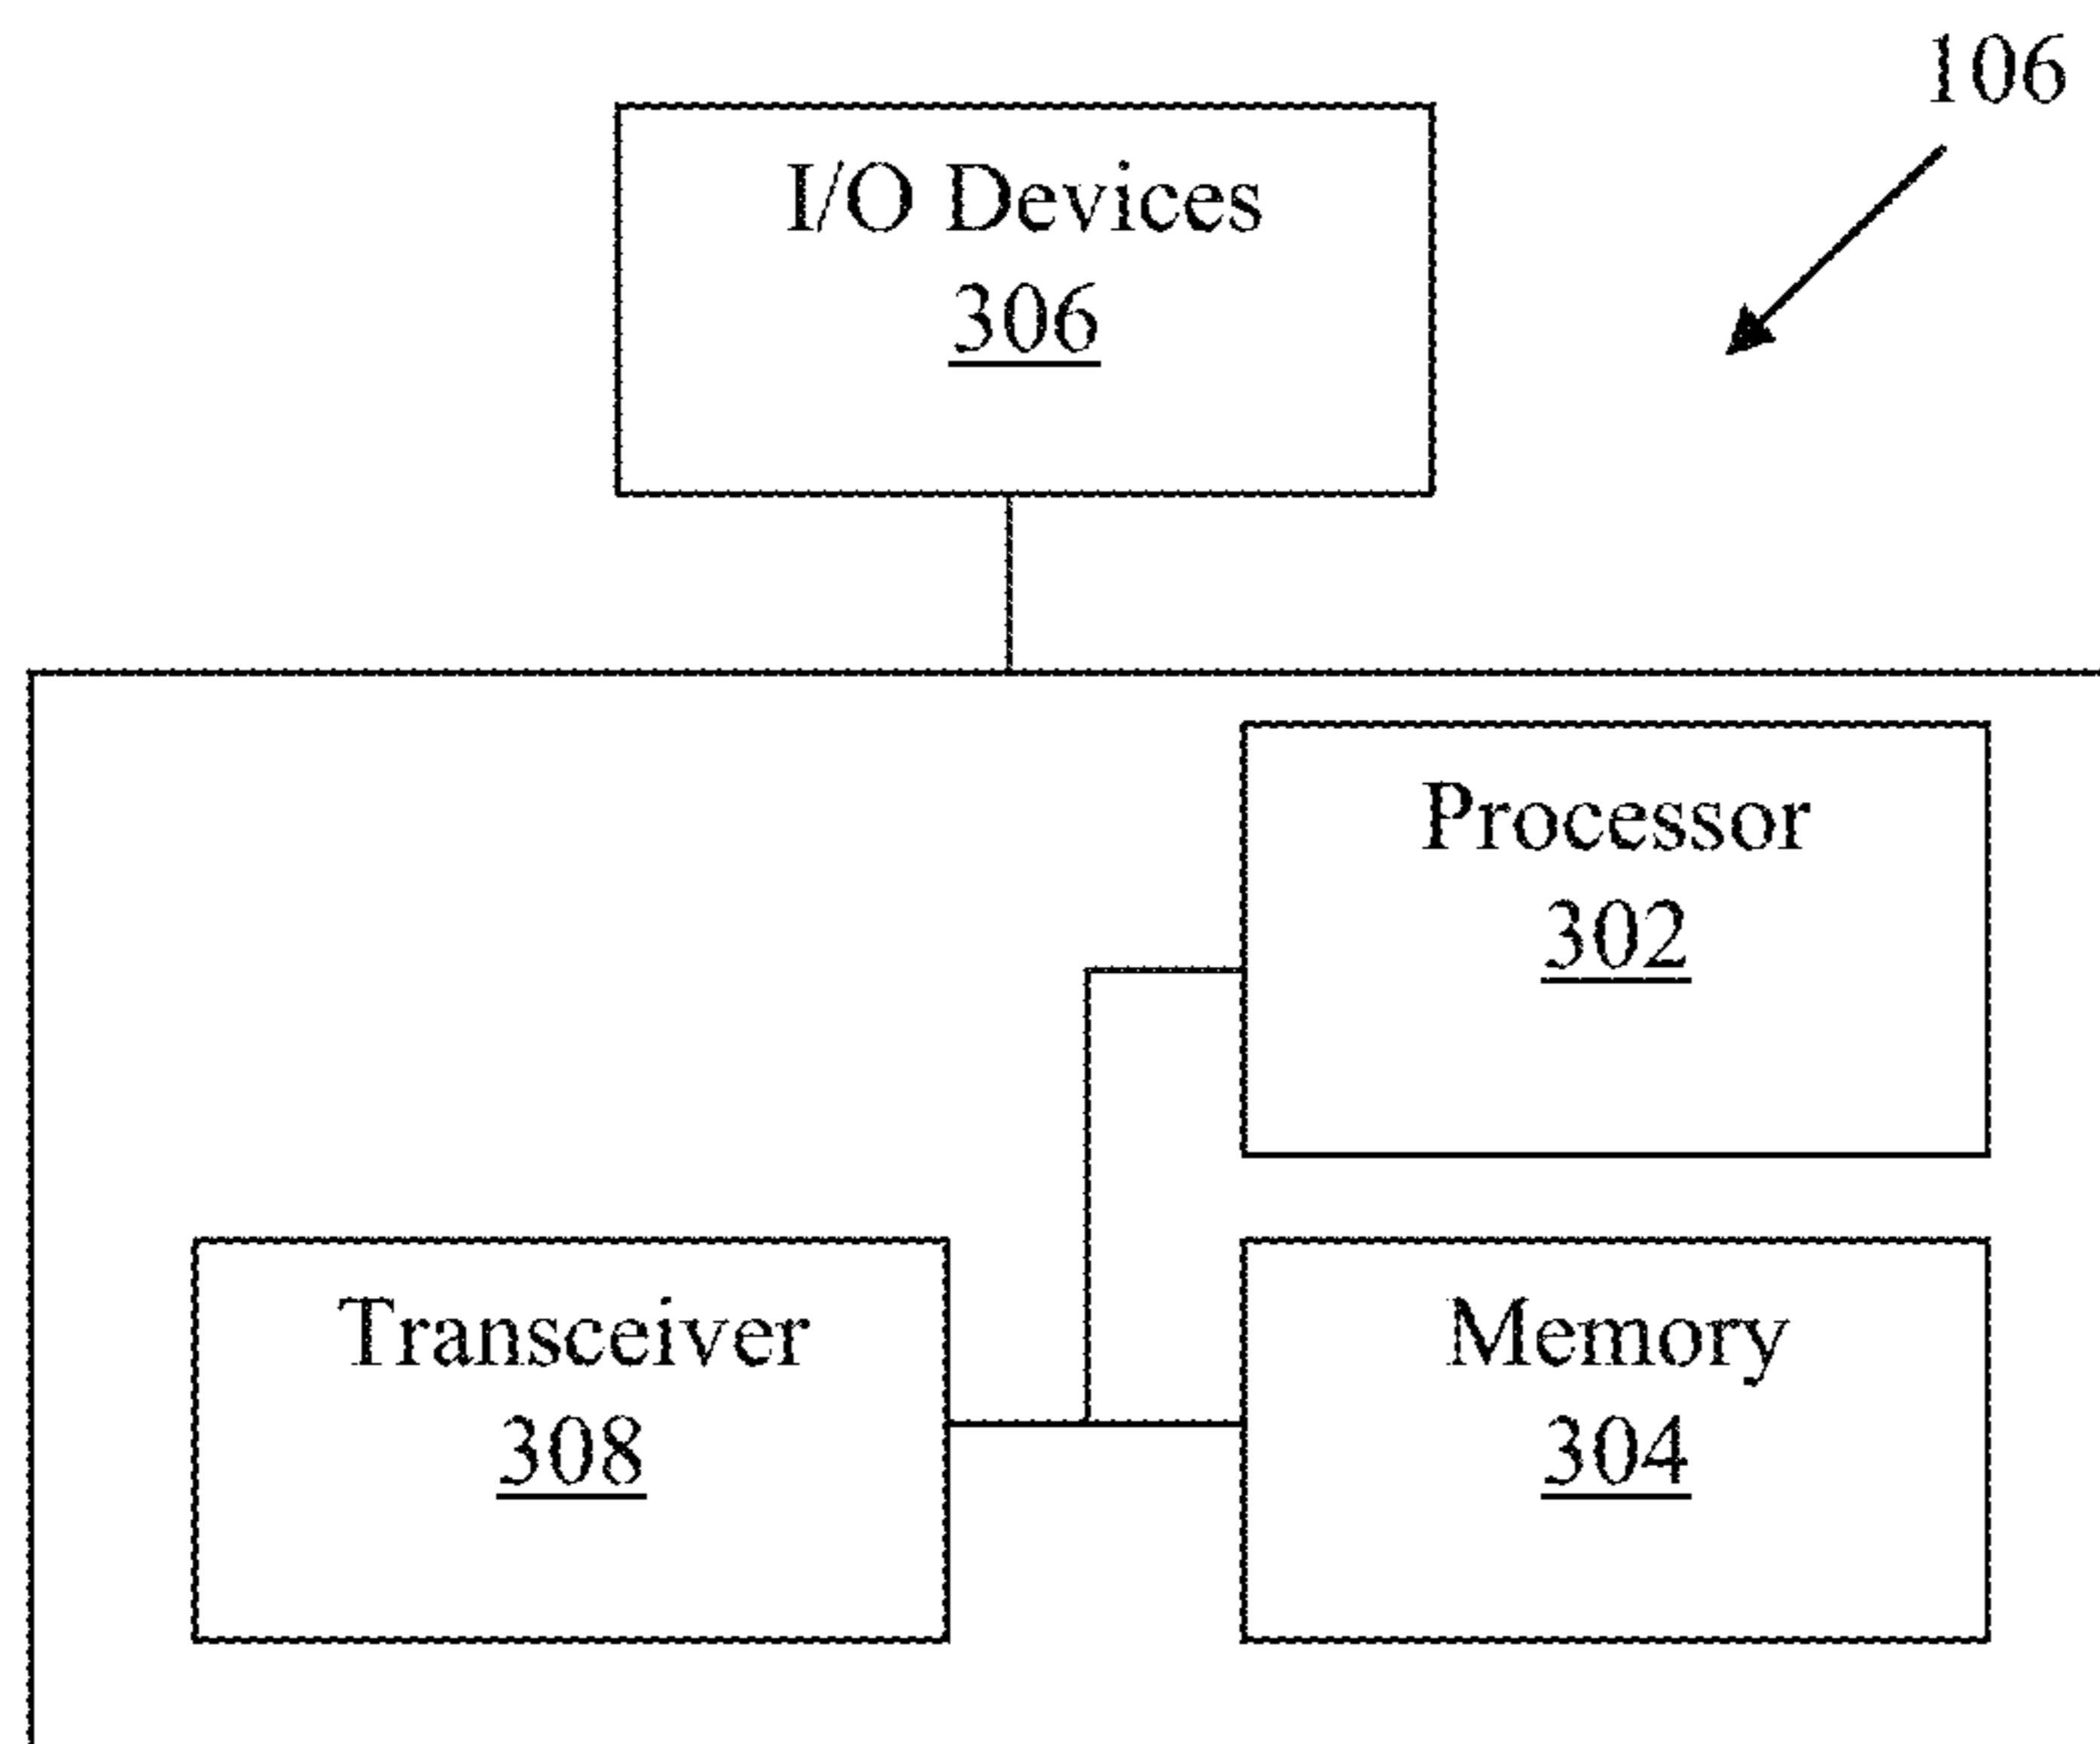 106
I/O Devices
306
Processor
302
Transceiver
308
Memory
304